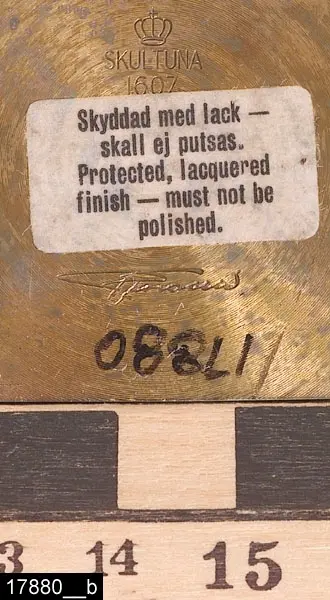 SKULTUNA
1607
Skyddad med lack —
skall ej putsas.
Protected, lacquered
finish — must not be
polished.
17880
13 14 15
17880__b